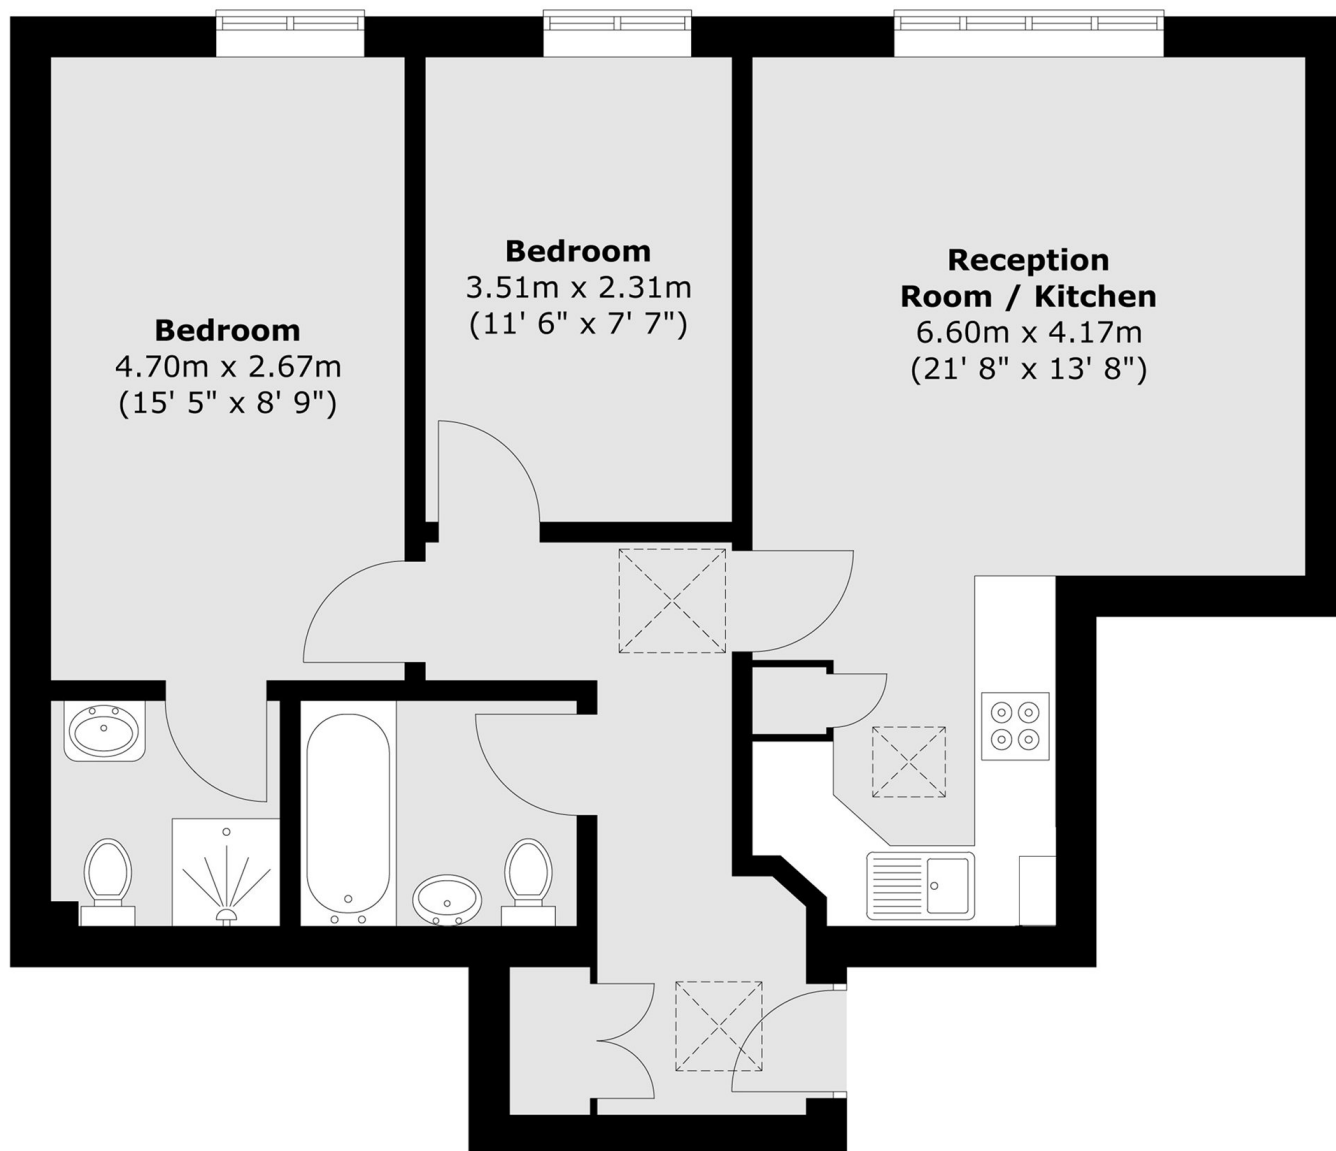 Bedroom
4.70m x 2.67m
(15' 5" x 8' 9")
Bedroom
3.51m x 2.31m
(11' 6" x 7' 7")
Reception
Room / Kitchen
6.60m x 4.17m
(21' 8" x 13' 8")